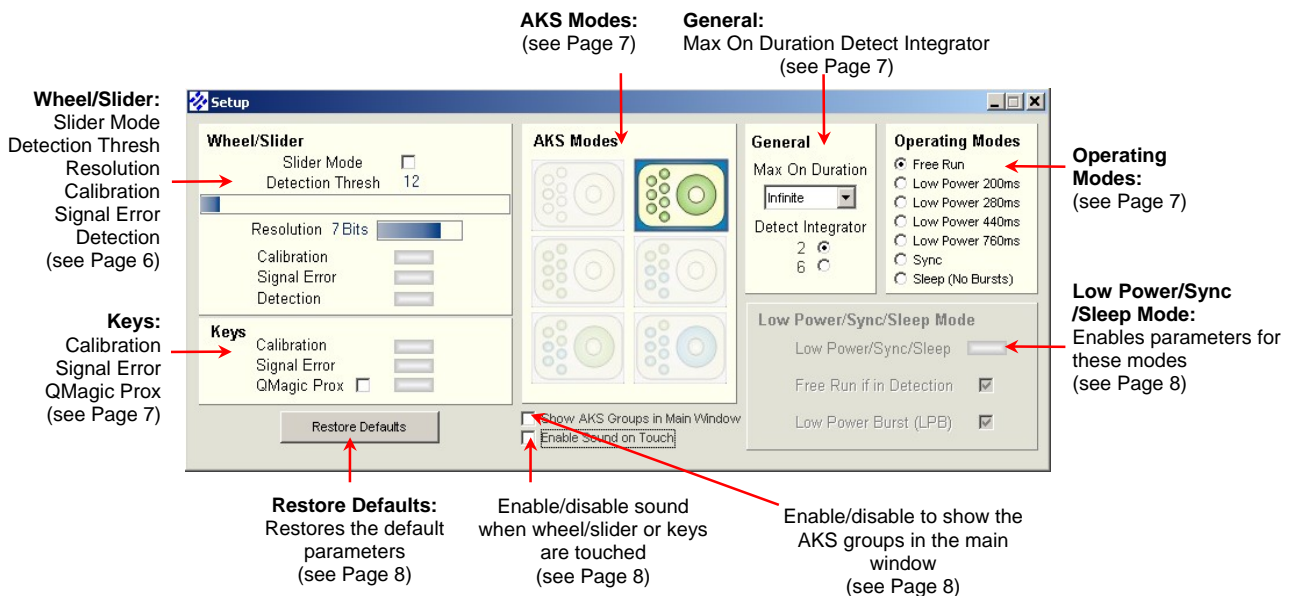 AKS Modes:
(see Page 7)
General:
Max On Duration Detect Integrator
(see Page 7)
Wheel/Slider:
Slider Mode
Detection Thresh
Resolution
Calibration
Signal Error
Detection
(see Page 6)
Keys:
Calibration
Signal Error
QMagic Prox
(see Page 7)
Setup
Wheel/Slider
Slider Mode
Detection Thresh 12
Resolution 7 Bits
Calibration
Signal Error
Detection
Keys
Calibration
Signal Error
QMagic Prox
Restore Defaults
AKS Modes
Show AKS Groups in Main Window
Enable Sound on Touch
General
Max On Duration
Infinite
Detect Integrator
2
6
Operating Modes
Free Run
Low Power 200ms
Low Power 280ms
Low Power 440ms
Low Power 760ms
Sync
Sleep (No Bursts)
Low Power/Sync/Sleep Mode
Low Power/Sync/Sleep
Free Run if in Detection
Low Power Burst (LPB)
Operating
Modes:
(see Page 7)
Low Power/Sync
/Sleep Mode:
Enables parameters for
these modes
(see Page 8)
Restore Defaults:
Restores the default
parameters
(see Page 8)
Enable/disable sound
when wheel/slider or keys
are touched
(see Page 8)
Enable/disable to show the
AKS groups in the main
window
(see Page 8)